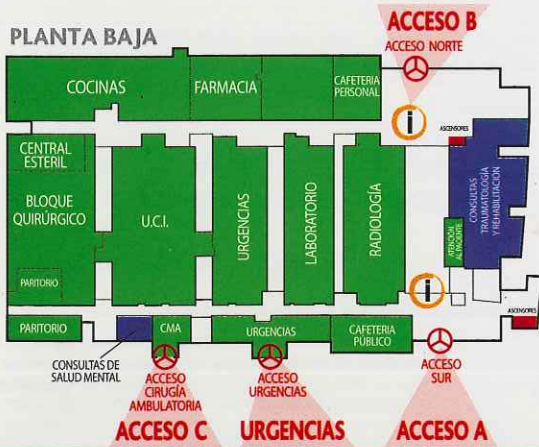 PLANTA BAJA
ACCESO B
ACCESO NORTE
COCINAS
FARMACIA
CAFETERIA
PERSONAL
i
ASCENSORES
CENTRAL
ESTERIL
BLOQUE
QUIRÚRGICO
U.C.I.
URGENCIAS
LABORATORIO
RADIOLOGÍA
CONSULTAS
TRAUMATOLOGÍA
Y REHABILITACIÓN
ATENCIÓN
AL PACIENTE
PARITORIO
i
ASCENSORES
PARITORIO
CMA
URGENCIAS
CAFETERIA
PÚBLICO
CONSULTAS DE
SALUD MENTAL
ACCESO
CIRUGÍA
AMBULATORIA
ACCESO
URGENCIAS
ACCESO
SUR
ACCESO C
URGENCIAS
ACCESO A